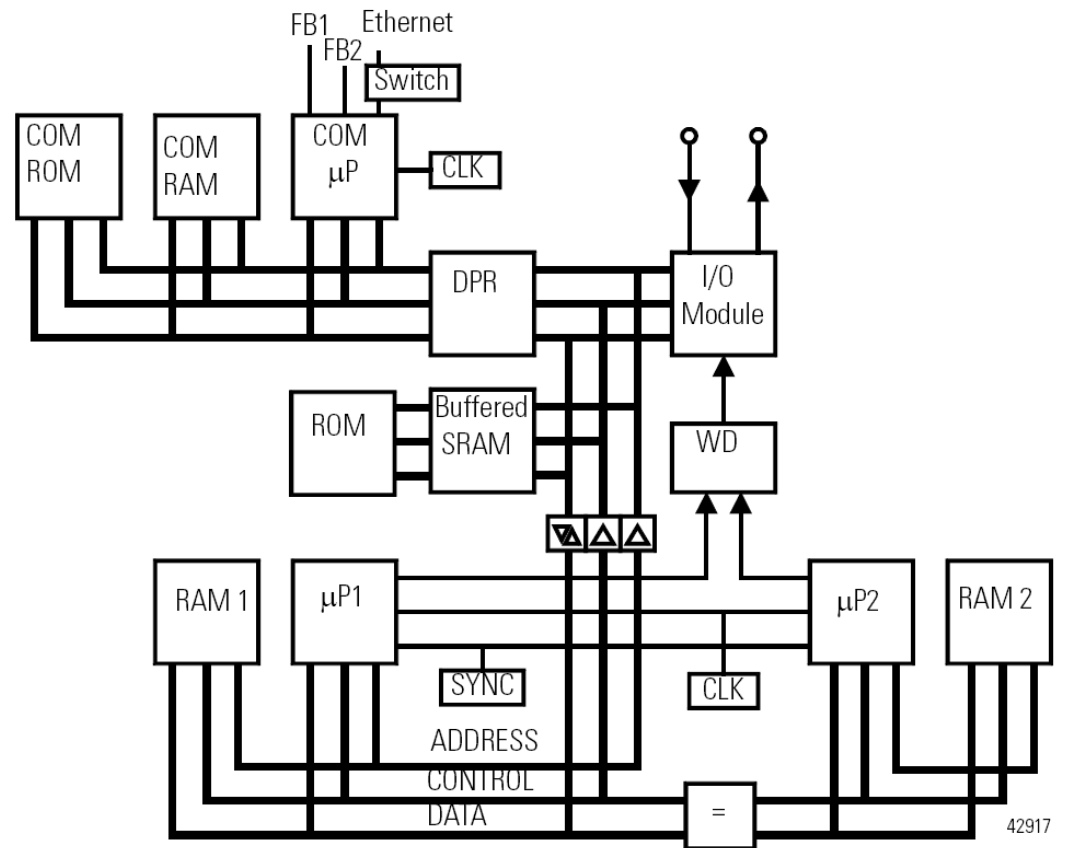 FB1
Ethernet
FB2
Switch
COM
ROM
COM
RAM
COM
μP
CLK
DPR
I/O
Module
ROM
Buffered
SRAM
WD
RAM 1
μP1
μP2
RAM 2
SYNC
CLK
ADDRESS
CONTROL
DATA
=
42917